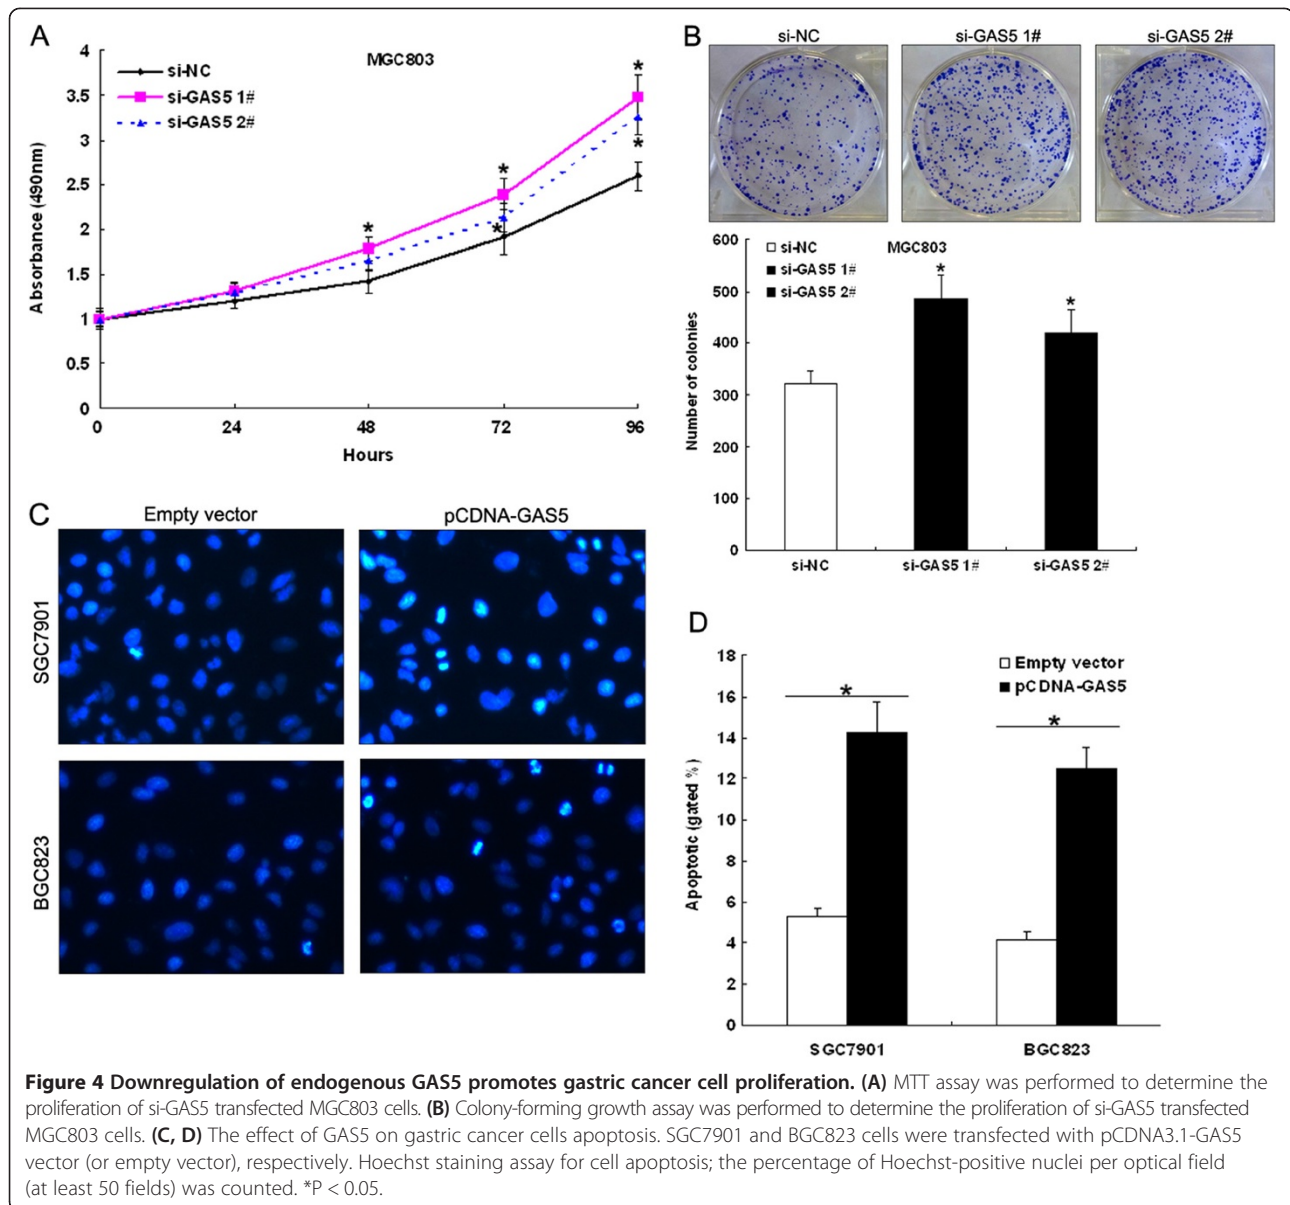 A
MGC803
si-NC
si-GAS5 1#
si-GAS5 2#
Absorbance (490nm)
4
3.5
3
2.5
2
1.5
1
0.5
0
*
*
*
*
*
0
24
48
72
96
Hours
B
si-NC
si-GAS5 1#
si-GAS5 2#
MGC803
si-NC
si-GAS5 1#
si-GAS5 2#
Number of colonies
600
500
400
300
200
100
0
*
*
si-NC
si-GAS5 1#
si-GAS5 2#
C
Empty vector
pCDNA-GAS5
SGC7901
BGC823
D
Empty vector
pCDNA-GAS5
Apoptotic (gated %)
18
16
14
12
10
8
6
4
2
0
*
*
SGC7901
BGC823
Figure 4 Downregulation of endogenous GAS5 promotes gastric cancer cell proliferation. (A) MTT assay was performed to determine the
proliferation of si-GAS5 transfected MGC803 cells. (B) Colony-forming growth assay was performed to determine the proliferation of si-GAS5 transfected
MGC803 cells. (C, D) The effect of GAS5 on gastric cancer cells apoptosis. SGC7901 and BGC823 cells were transfected with pCDNA3.1-GAS5
vector (or empty vector), respectively. Hoechst staining assay for cell apoptosis; the percentage of Hoechst-positive nuclei per optical field
(at least 50 fields) was counted. *P < 0.05.